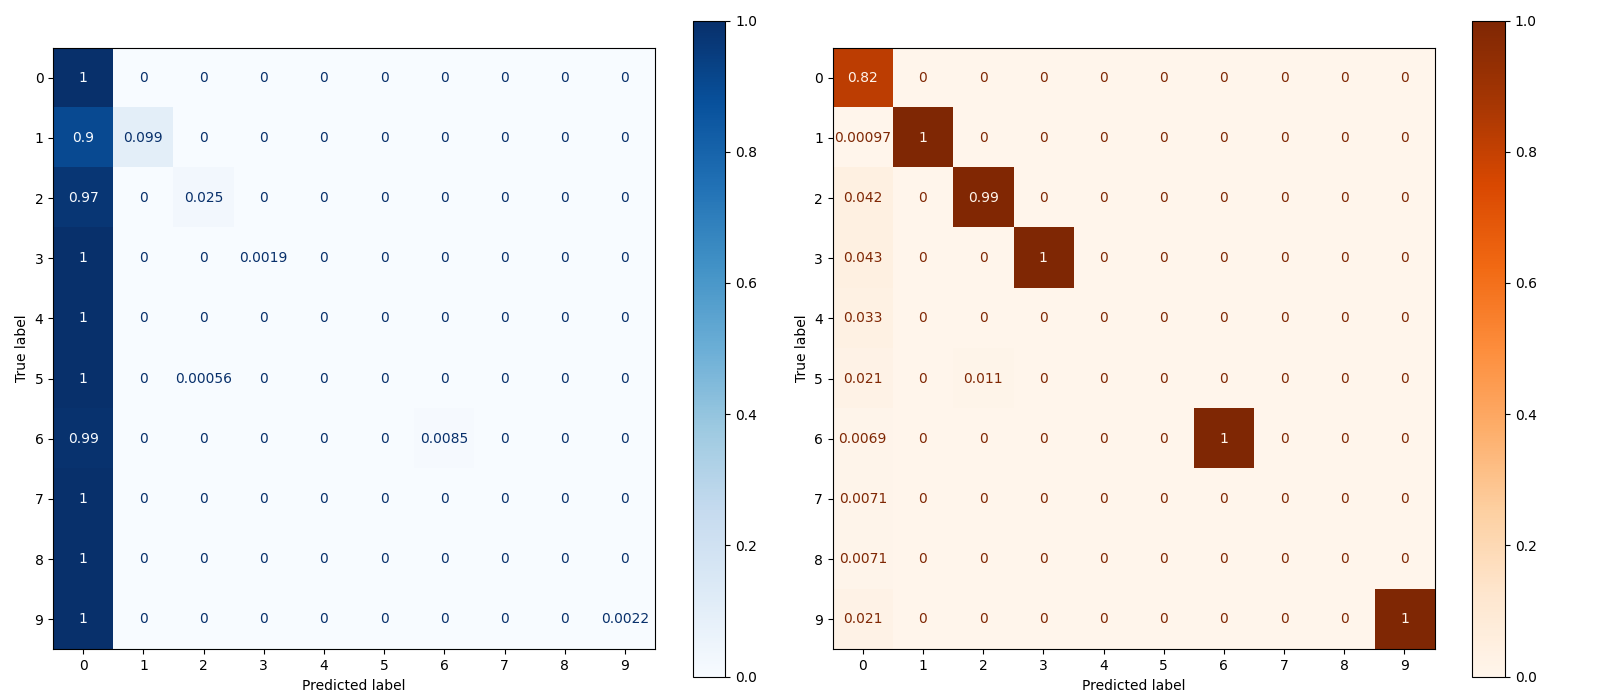 1.0
0 1 0 0 0 0 0 0 0 0 0
1 0.9 0.099 0 0 0 0 0 0 0 0
0.8
2 0.97 0 0.025 0 0 0 0 0 0 0
3 1 0 0 0.0019 0 0 0 0 0 0
0.6
4 1 0 0 0 0 0 0 0 0 0
True label
5 1 0 0.00056 0 0 0 0 0 0 0
0.4
6 0.99 0 0 0 0 0 0.0085 0 0 0
7 1 0 0 0 0 0 0 0 0 0
0.2
8 1 0 0 0 0 0 0 0 0 0
9 1 0 0 0 0 0 0 0 0 0.0022
0 1 2 3 4 5 6 7 8 9
0.0
Predicted label
1.0
0 0.82 0 0 0 0 0 0 0 0 0
1 0.00097 1 0 0 0 0 0 0 0 0
0.8
2 0.042 0 0.99 0 0 0 0 0 0 0
3 0.043 0 0 1 0 0 0 0 0 0
0.6
4 0.033 0 0 0 0 0 0 0 0 0
True label
5 0.021 0 0.011 0 0 0 0 0 0 0
0.4
6 0.0069 0 0 0 0 0 1 0 0 0
7 0.0071 0 0 0 0 0 0 0 0 0
0.2
8 0.0071 0 0 0 0 0 0 0 0 0
9 0.021 0 0 0 0 0 0 0 0 1
0 1 2 3 4 5 6 7 8 9
0.0
Predicted label